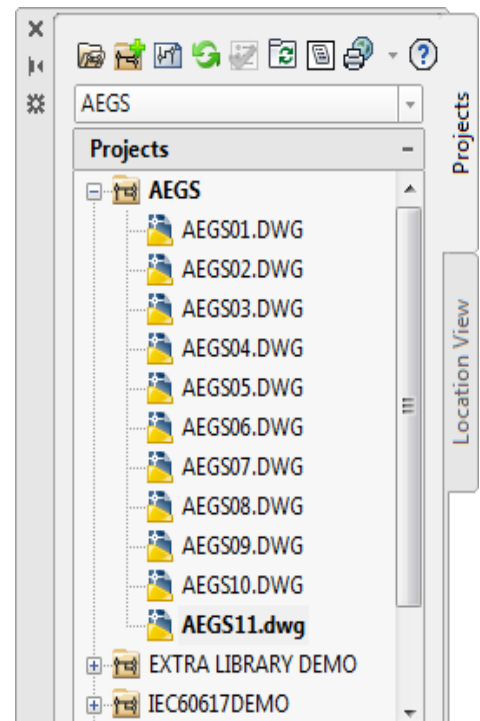 AEGS
Projects
AEGS
AEGS01.DWG
AEGS02.DWG
AEGS03.DWG
AEGS04.DWG
AEGS05.DWG
AEGS06.DWG
AEGS07.DWG
AEGS08.DWG
AEGS09.DWG
AEGS10.DWG
AEGS11.dwg
EXTRA LIBRARY DEMO
IEC60617DEMO
Projects
Location View